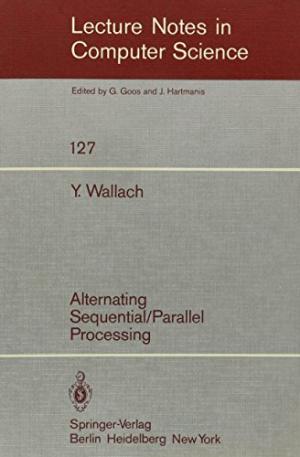 Lecture Notes in
Computer Science
Edited by G. Goos and J. Hartmanis
127
Y. Wallach
Alternating
Sequential/Parallel
Processing
Springer-Verlag
Berlin Heidelberg New York